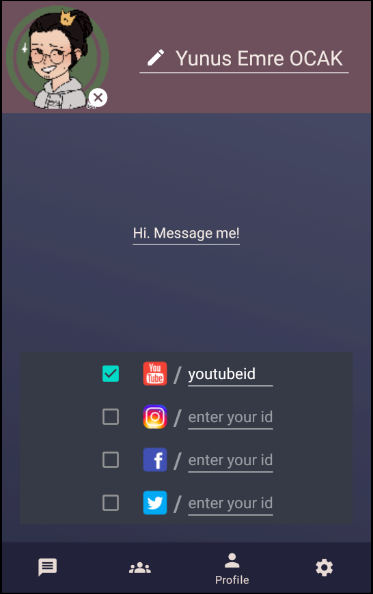 Yunus Emre OCAK
Hi. Message me!
You
Tube
/ youtubeid
/ enter your id
f / enter your id
/ enter your id
Profile